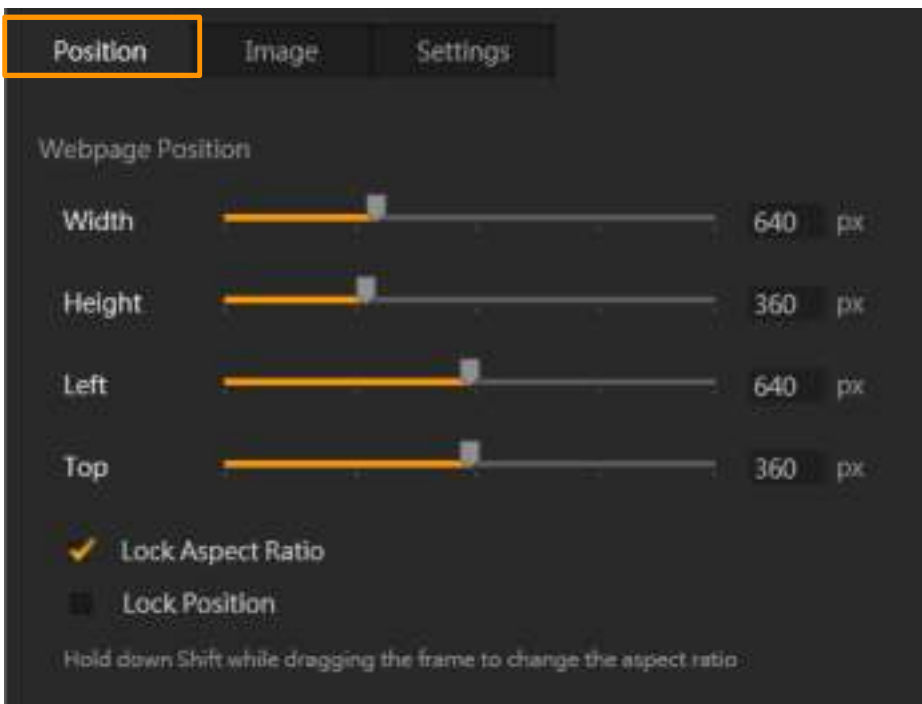 Position Image Settings
Webpage Position
Width 640 px
Height 360 px
Left 640 px
Top 360 px
Lock Aspect Ratio
Lock Position
Hold down Shift while dragging the frame to change the aspect ratio